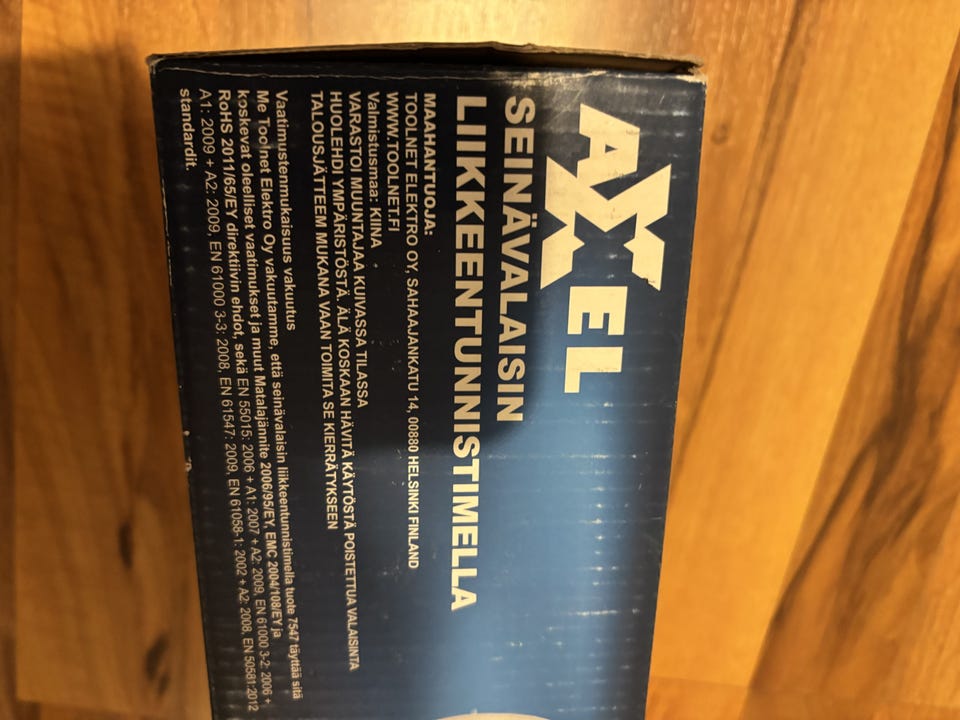 AXXEL
SEINÄVALAISIN
LIIKKEENTUNNISTIMELLA
MAAHANTUOJA:
TOOLNET ELEKTRO OY, SAHAAJANKATU 14, 00880 HELSINKI FINLAND
WWW.TOOLNET.FI
Valmistusmaa: KIINA
VARASTOI MUUNTAJAA KUIVASSA TILASSA
HUOLEHDI YMPÄRISTÖSTÄ. ÄLÄ KOSKAAN HÄVITÄ KÄYTÖSTÄ POISTETTUA VALAISINTA
TALOUSJÄTTEEM MUKANA VAAN TOIMITA SE KIERRÄTYKSEEN
Vaatimustenmukaisuus vakuutus
Me Toolnet Elektro Oy vakuutamme, että seinävalaisin liikkeentunnistimella tuote 7547 täyttää sitä
koskevat oleelliset vaatimukset ja muut Matalajännite 2006/95/EY, EMC 2004/108/EY ja
RoHS 2011/65/EY direktiivin ehdot, sekä EN 55015: 2006 + A1: 2007 + A2: 2009, EN 61000 3-2: 2006 +
A1: 2009 + A2: 2009, EN 61000 3-3: 2008, EN 61547: 2009, EN 61058-1: 2002 + A2: 2008, EN 50581:2012
standardit.